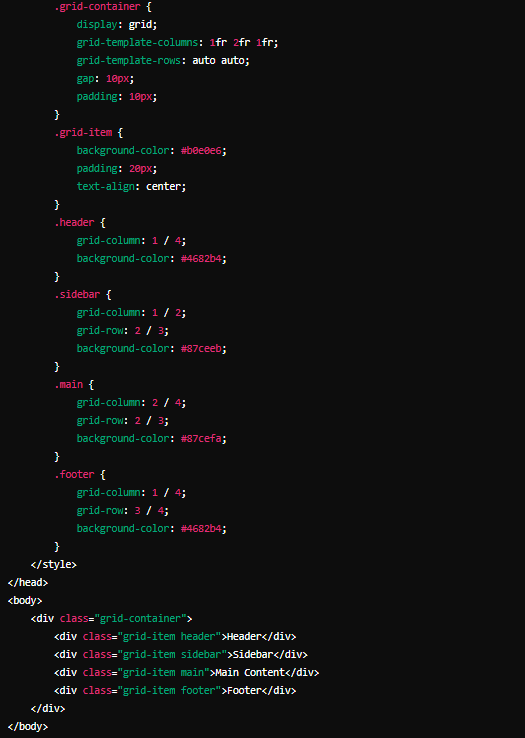 .grid-container {
display: grid;
grid-template-columns: 1fr 2fr 1fr;
grid-template-rows: auto auto;
gap: 10px;
padding: 10px;
}
.grid-item {
background-color: #b0e0e6;
padding: 20px;
text-align: center;
}
.header {
grid-column: 1 / 4;
background-color: #4682b4;
}
.sidebar {
grid-column: 1 / 2;
grid-row: 2 / 3;
background-color: #87ceeb;
}
.main {
grid-column: 2 / 4;
grid-row: 2 / 3;
background-color: #87cefa;
}
.footer {
grid-column: 1 / 4;
grid-row: 3 / 4;
background-color: #4682b4;
}
</style>
</head>
<body>
<div class="grid-container">
<div class="grid-item header">Header</div>
<div class="grid-item sidebar">Sidebar</div>
<div class="grid-item main">Main Content</div>
<div class="grid-item footer">Footer</div>
</div>
</body>